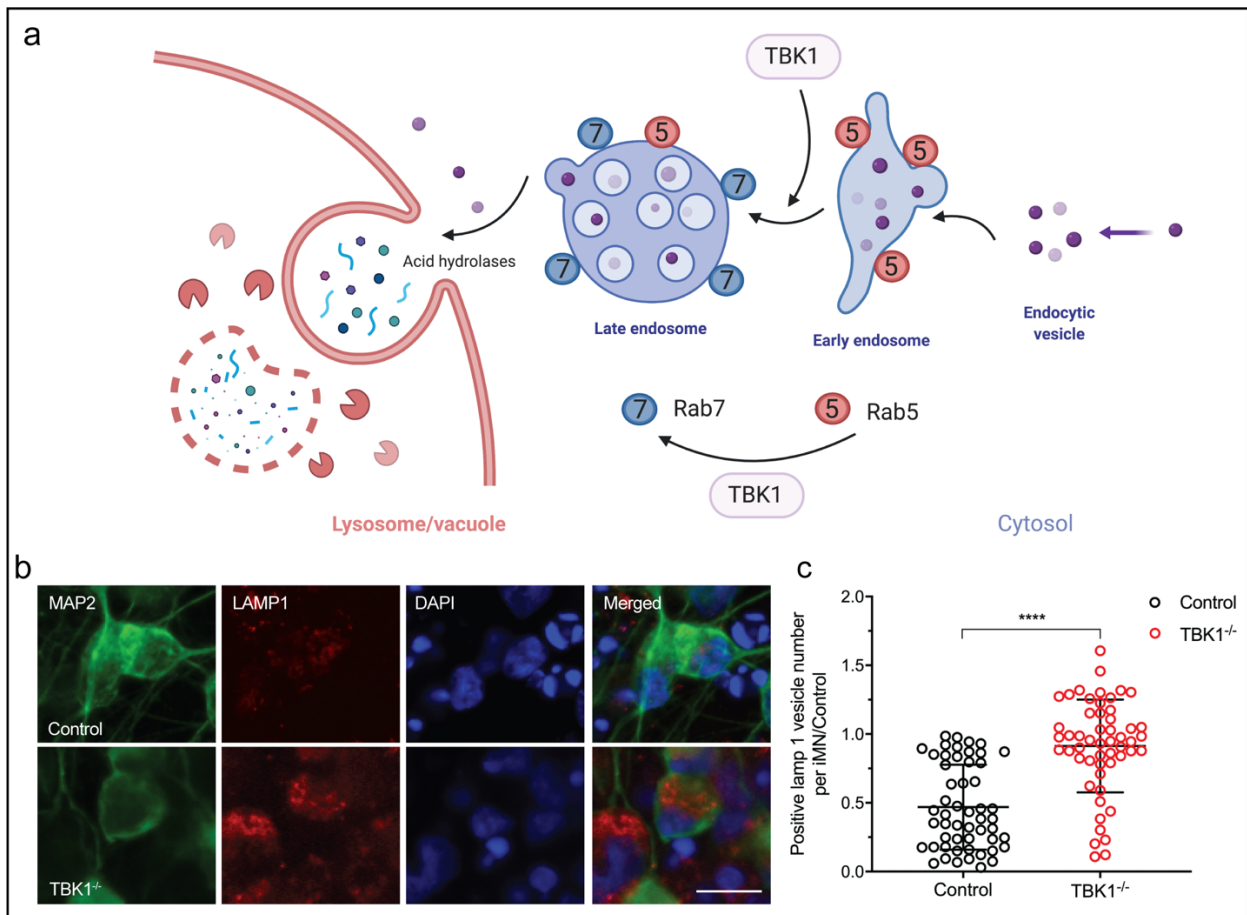 a
TBK1
7
5
7
7
7
5
5
5
Acid hydrolases
Late endosome
Early endosome
Endocytic
vesicle
7 Rab7
5 Rab5
TBK1
Lysosome/vacuole
Cytosol
b
MAP2
LAMP1
DAPI
Merged
Control
TBK1-/-
c
Positive lamp 1 vesicle number
per iMN/Control
2.0
1.5
1.0
0.5
0.0
****
Control
TBK1-/-
Control
TBK1-/-